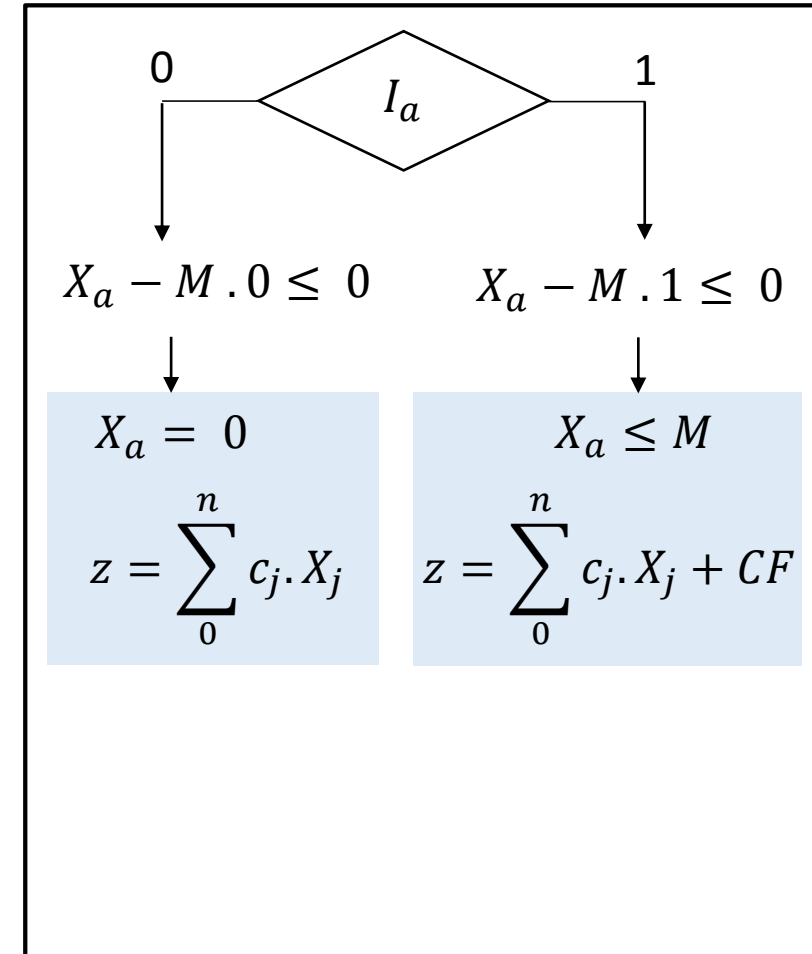 0 1
I_a
X_a − M . 0 ≤ 0 X_a − M . 1 ≤ 0
X_a = 0 X_a ≤ M
z = ∑_0^n c_j. X_j z = ∑_0^n c_j. X_j + CF